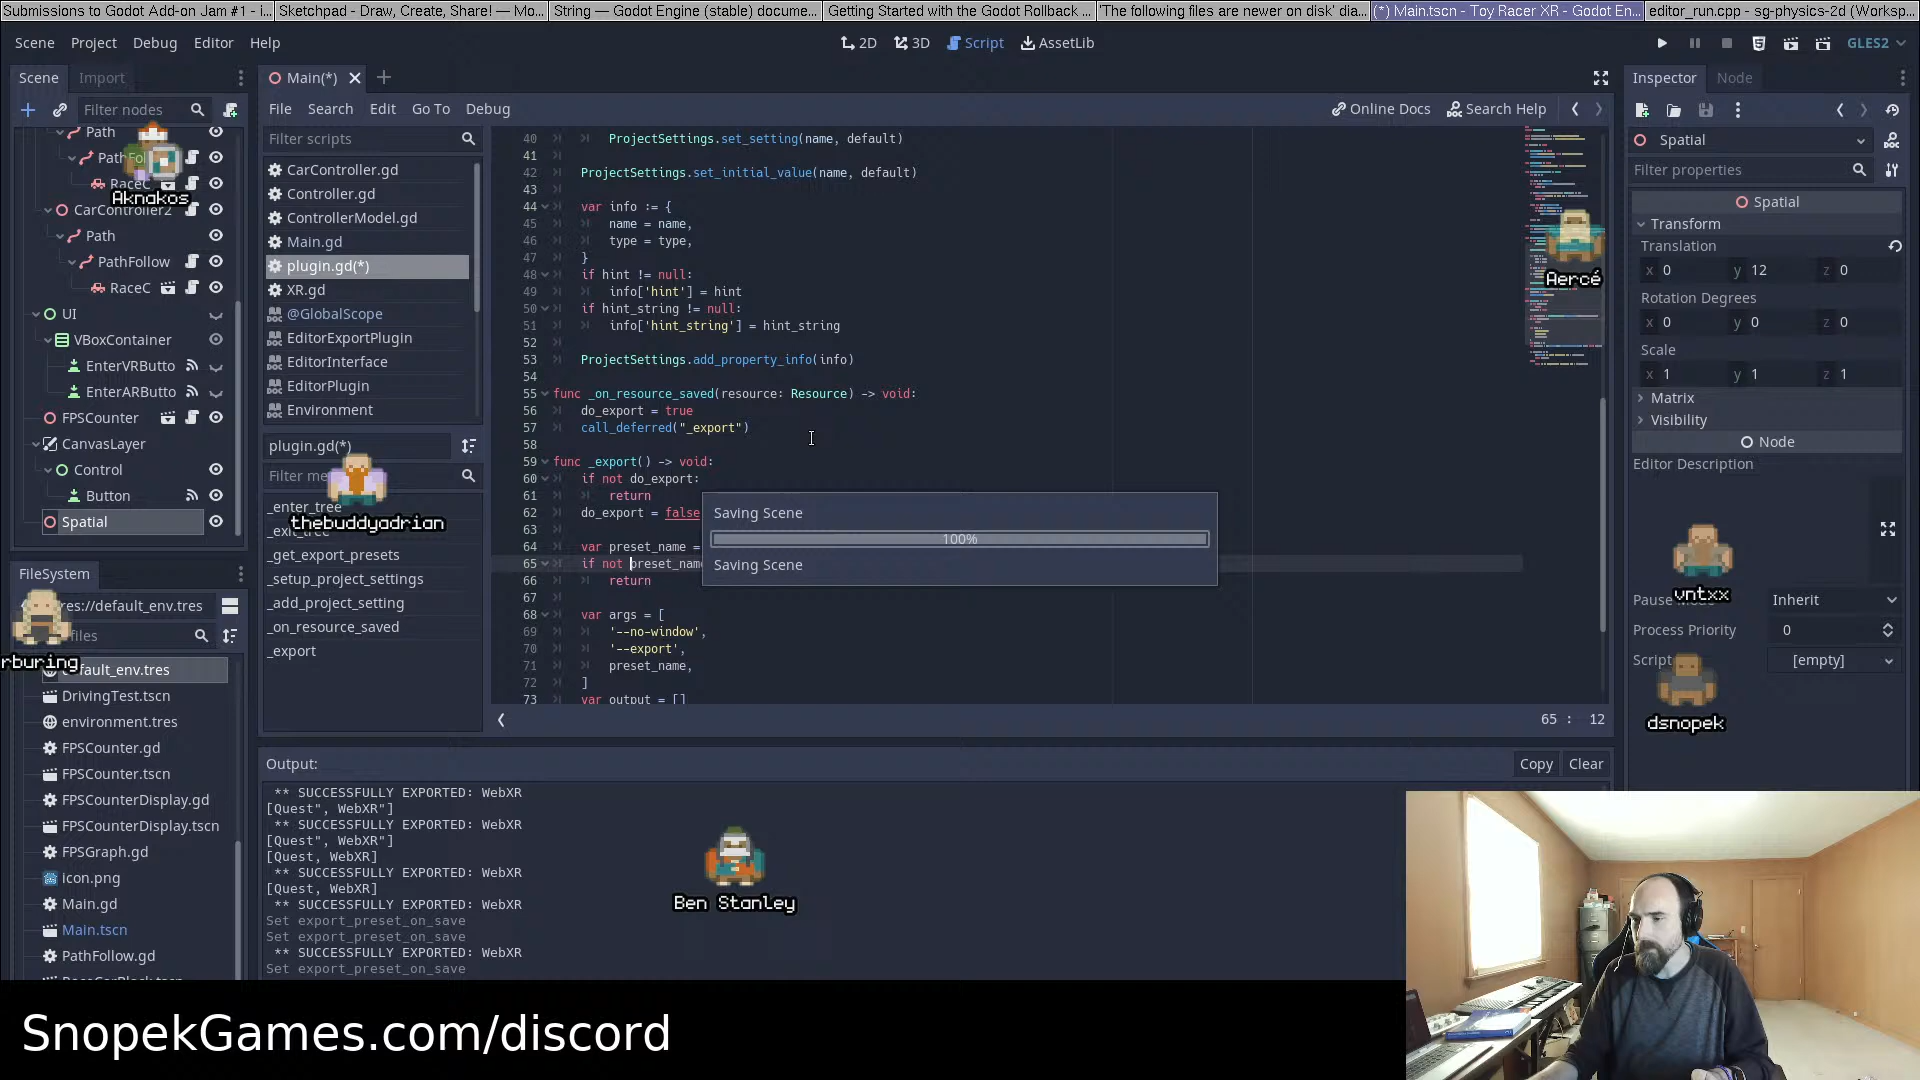 Submissions to Godot Add-on Jam #1 - i...
Sketchpad - Draw, Create, Share! — Mo...
String — Godot Engine (stable) docume...
Getting Started with the Godot Rollback ...
'The following files are newer on disk' dia...
(*) Main.tscn - Toy Racer XR - Godot En...
editor_run.cpp - sg-physics-2d (Worksp...
Scene Project Debug Editor Help
2D 3D Script AssetLib
GLES2
Scene Import
Filter nodes
Path
RaceC
Aknakos
CarController2
Path
PathFollow
RaceC
UI
VBoxContainer
EnterVRButto
EnterARButto
FPSCounter
CanvasLayer
Control
Button
Spatial
FileSystem
res://default_env.tres
files
rburing
DrivingTest.tscn
environment.tres
FPSCounter.gd
FPSCounter.tscn
FPSCounterDisplay.gd
FPSCounterDisplay.tscn
FPSGraph.gd
icon.png
Main.gd
Main.tscn
PathFollow.gd
Main(*)
File Search Edit Go To Debug
Online Docs Search Help
Filter scripts
CarController.gd
Controller.gd
ControllerModel.gd
Main.gd
plugin.gd(*)
XR.gd
@GlobalScope
EditorExportPlugin
EditorInterface
EditorPlugin
Environment
plugin.gd(*)
Filter me
_enter_tree
thebuddyadrian
_get_export_presets
_setup_project_settings
_add_project_setting
_on_resource_saved
_export
40 ProjectSettings.set_setting(name, default)
41
42 ProjectSettings.set_initial_value(name, default)
43
44 var info := {
45 name = name,
46 type = type,
47 }
48 if hint != null:
49 info['hint'] = hint
50 if hint_string != null:
51 info['hint_string'] = hint_string
52
53 ProjectSettings.add_property_info(info)
54
55 func _on_resource_saved(resource: Resource) -> void:
56 do_export = true
57 call_deferred("_export")
58
59 func _export() -> void:
60 if not do_export:
61 return
62 do_export = false
63
64 var preset_name =
65 if not preset_name
66 return
67
68 var args = [
69 '--no-window',
70 '--export',
71 preset_name,
72 ]
73 var output = []
Saving Scene
100%
Saving Scene
65 : 12
Output:
Copy Clear
** SUCCESSFULLY EXPORTED: WebXR
[Quest", WebXR"]
** SUCCESSFULLY EXPORTED: WebXR
[Quest", WebXR"]
[Quest, WebXR]
** SUCCESSFULLY EXPORTED: WebXR
[Quest, WebXR]
** SUCCESSFULLY EXPORTED: WebXR
Set export_preset_on_save
Set export_preset_on_save
** SUCCESSFULLY EXPORTED: WebXR
Set export_preset_on_save
Ben Stanley
Inspector Node
Spatial
Filter properties
Spatial
Transform
Translation
x 0 y 12 z 0
Rotation Degrees
x 0 y 0 z 0
Scale
x 1 y 1 z 1
Matrix
Visibility
Node
Editor Description
Aercé
vntxx
Inherit
Process Priority 0
Script [empty]
dsnopek
SnopekGames.com/discord